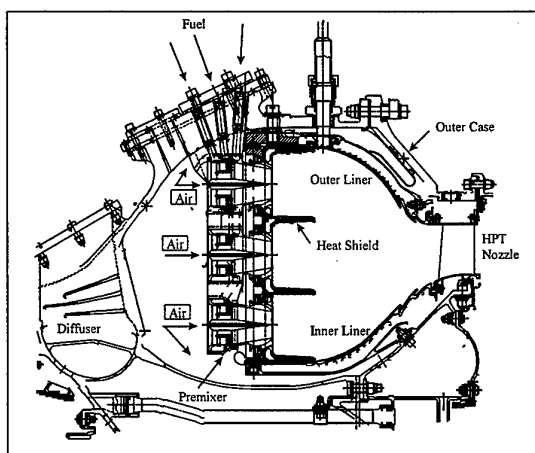 Fuel
Outer Case
Air
Outer Liner
Heat Shield
HPT
Nozzle
Air
Air
Diffuser
Inner Liner
Premixer